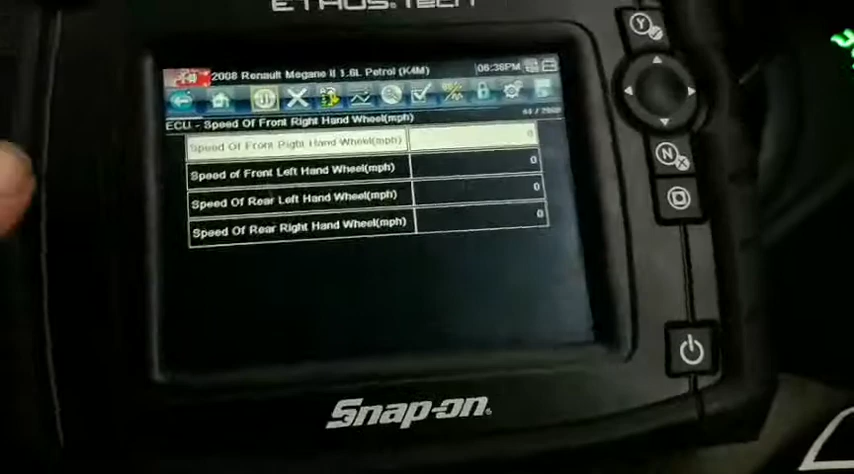 ETHOS.TECH
2008 Renault Megane II 1.6L Petrol (K4M) 06:36PM
ECU - Speed Of Front Right Hand Wheel(mph)
Speed Of Front Right Hand Wheel(mph) 0
Speed of Front Left Hand Wheel(mph) 0
Speed Of Rear Left Hand Wheel(mph) 0
Speed Of Rear Right Hand Wheel(mph) 0
Y
N
Snap-on